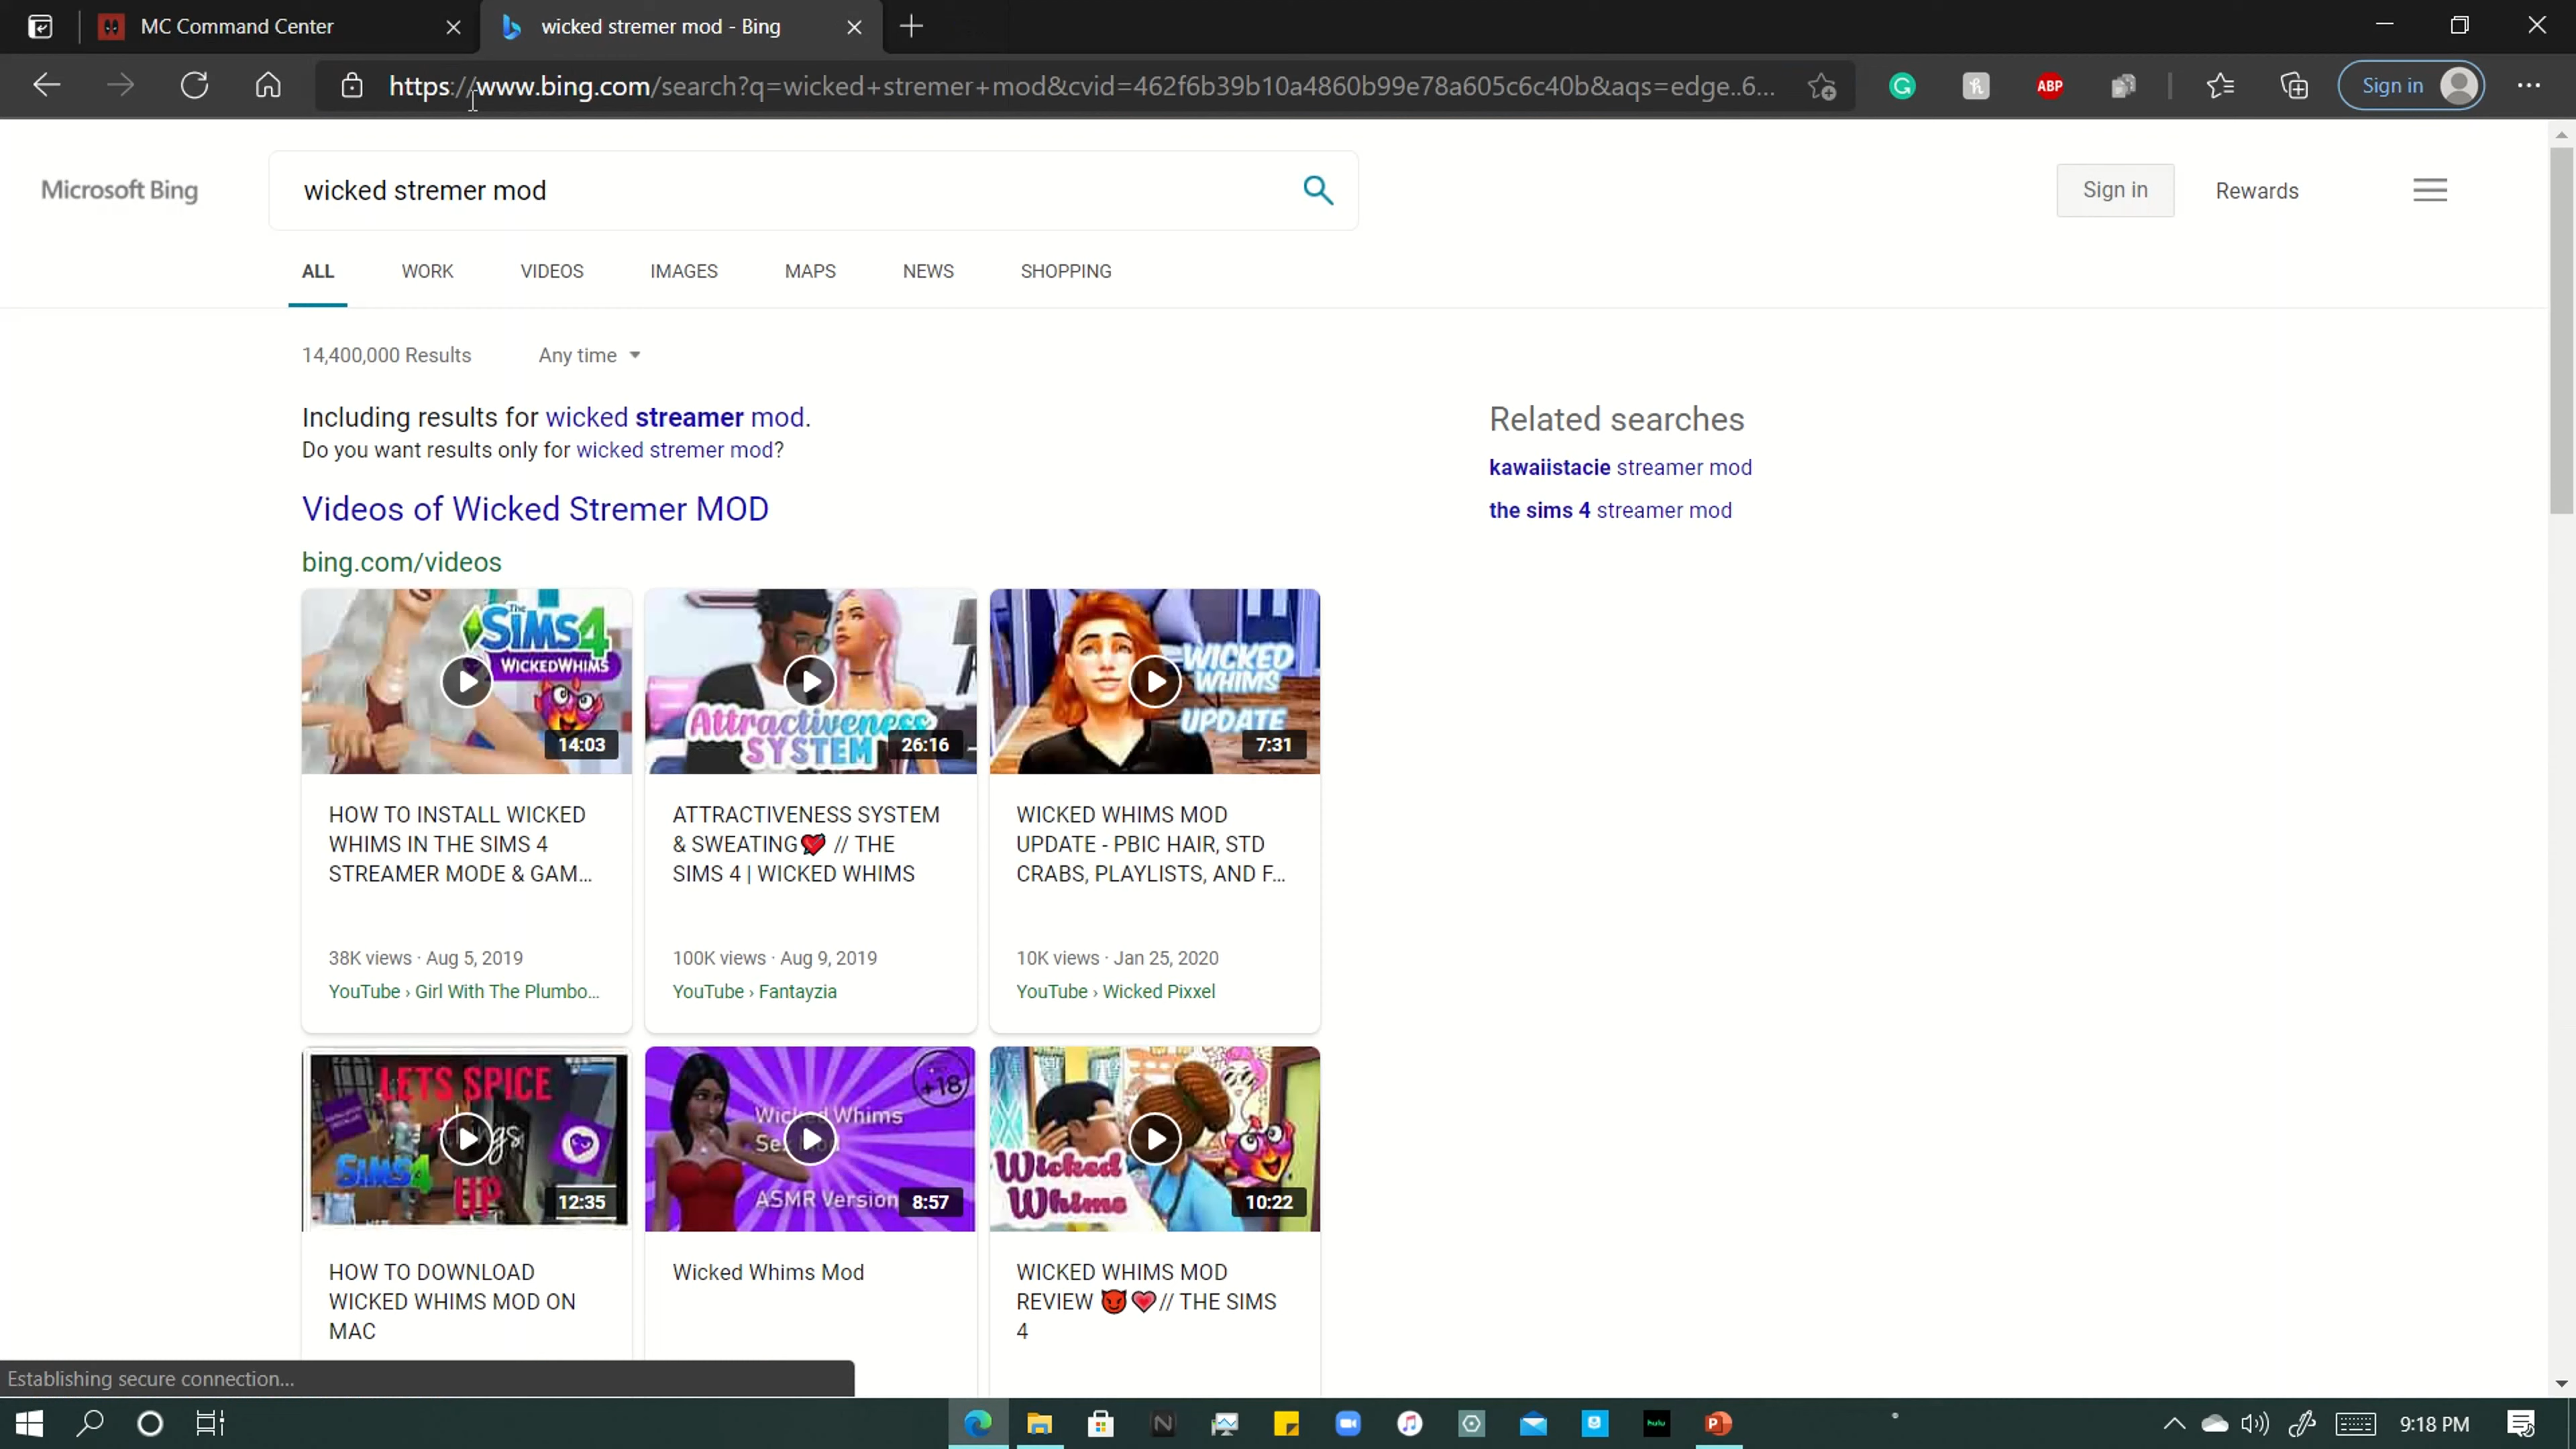 MC Command Center
wicked stremer mod - Bing
https://www.bing.com/search?q=wicked+stremer+mod&cvid=462f6b39b10a4860b99e78a605c6c40b&aqs=edge..6...
ABP
Sign in
Microsoft Bing
wicked stremer mod
Sign in
Rewards
ALL WORK VIDEOS IMAGES MAPS NEWS SHOPPING
14,400,000 Results Any time
Including results for wicked streamer mod.
Do you want results only for wicked stremer mod?
Related searches
kawaiistacie streamer mod
the sims 4 streamer mod
Videos of Wicked Stremer MOD
bing.com/videos
The
SiMS4
WICKEDWHIMS
14:03
Attractiveness
SYSTEM
26:16
WICKED
WHIMS
UPDATE
7:31
HOW TO INSTALL WICKED
WHIMS IN THE SIMS 4
STREAMER MODE & GAM...
38K views · Aug 5, 2019
YouTube › Girl With The Plumbo...
ATTRACTIVENESS SYSTEM
& SWEATING💘 // THE
SIMS 4 | WICKED WHIMS
100K views · Aug 9, 2019
YouTube › Fantayzia
WICKED WHIMS MOD
UPDATE - PBIC HAIR, STD
CRABS, PLAYLISTS, AND F...
10K views · Jan 25, 2020
YouTube › Wicked Pixxel
LETS SPICE
SiMS4
UP
12:35
+18
Wicked Whims
ASMR Version
8:57
Wicked
Whims
10:22
HOW TO DOWNLOAD
WICKED WHIMS MOD ON
MAC
Wicked Whims Mod
WICKED WHIMS MOD
REVIEW 😈💗// THE SIMS
4
Establishing secure connection...
hulu
9:18 PM